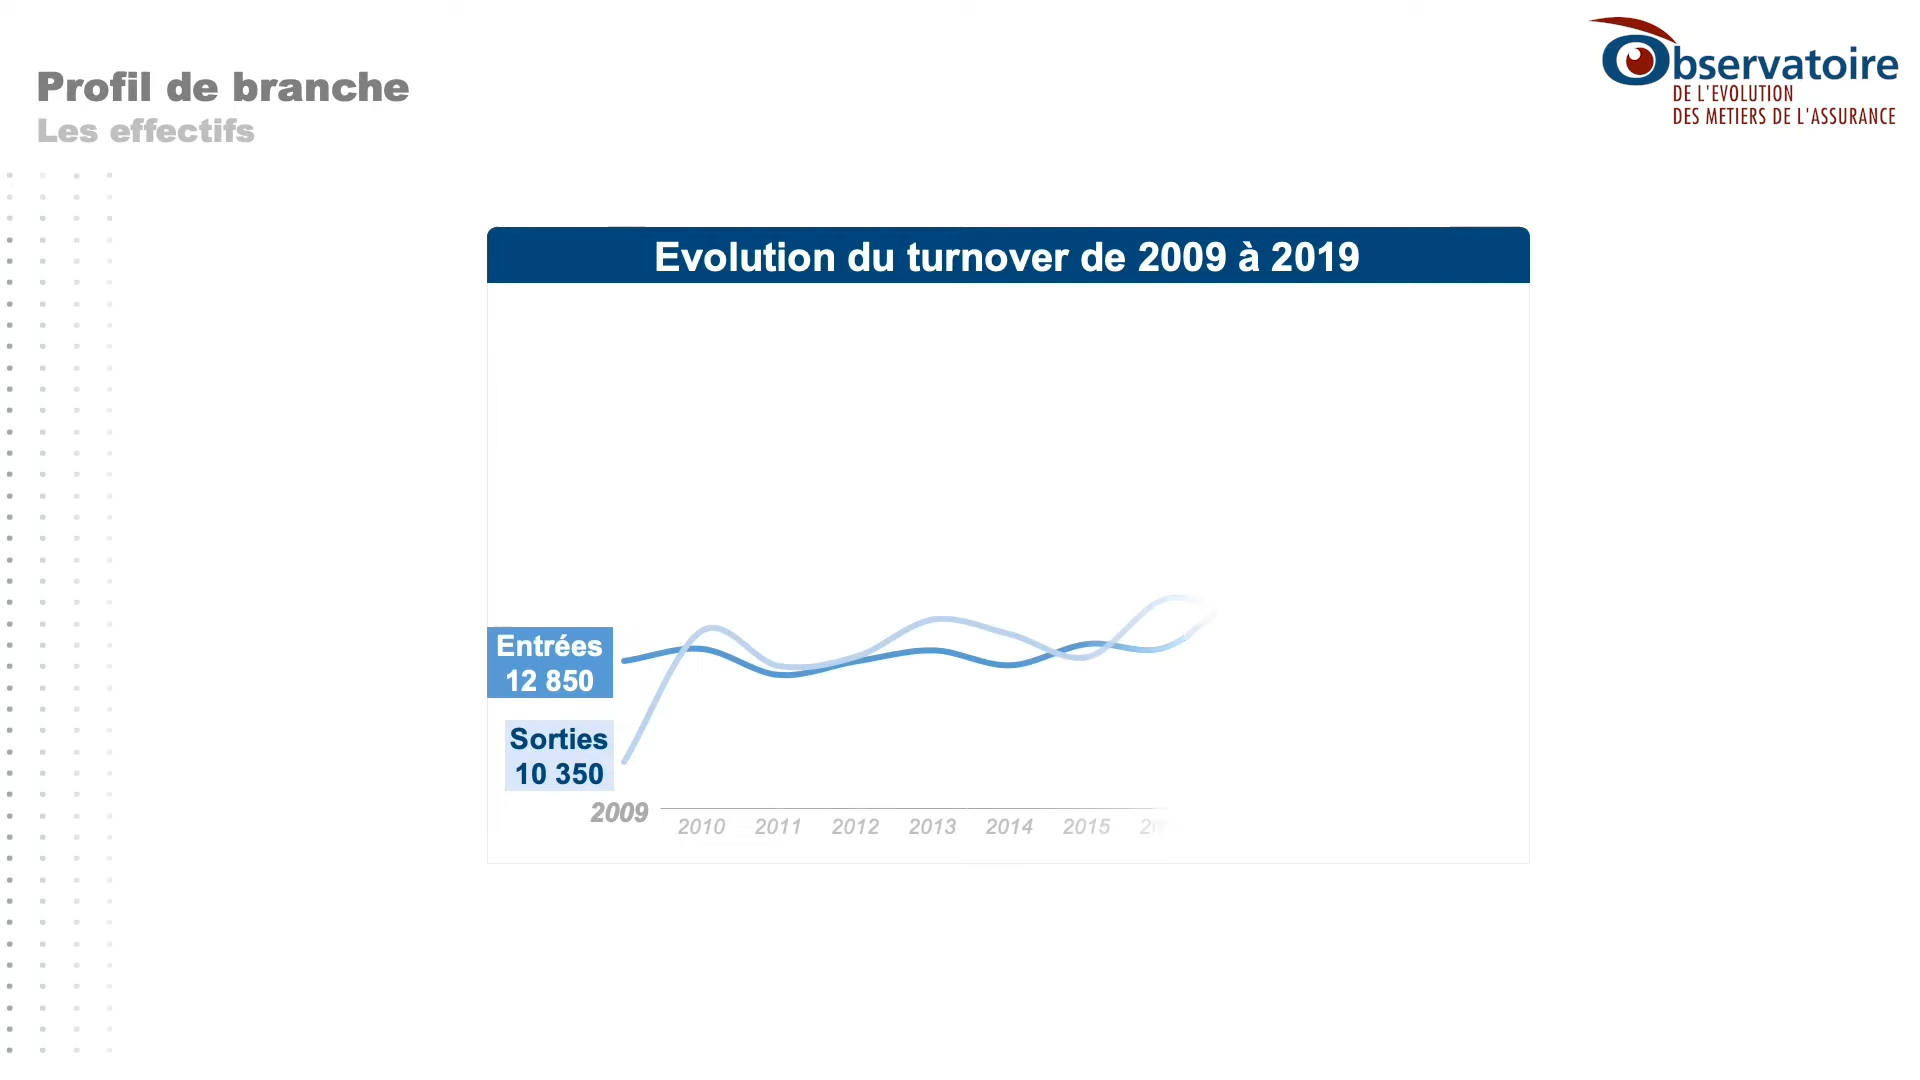 Profil de branche
Les effectifs
Observatoire
DE L'EVOLUTION
DES METIERS DE L'ASSURANCE
Evolution du turnover de 2009 à 2019
Entrées
12 850
Sorties
10 350
2009
2010 2011 2012 2013 2014 2015